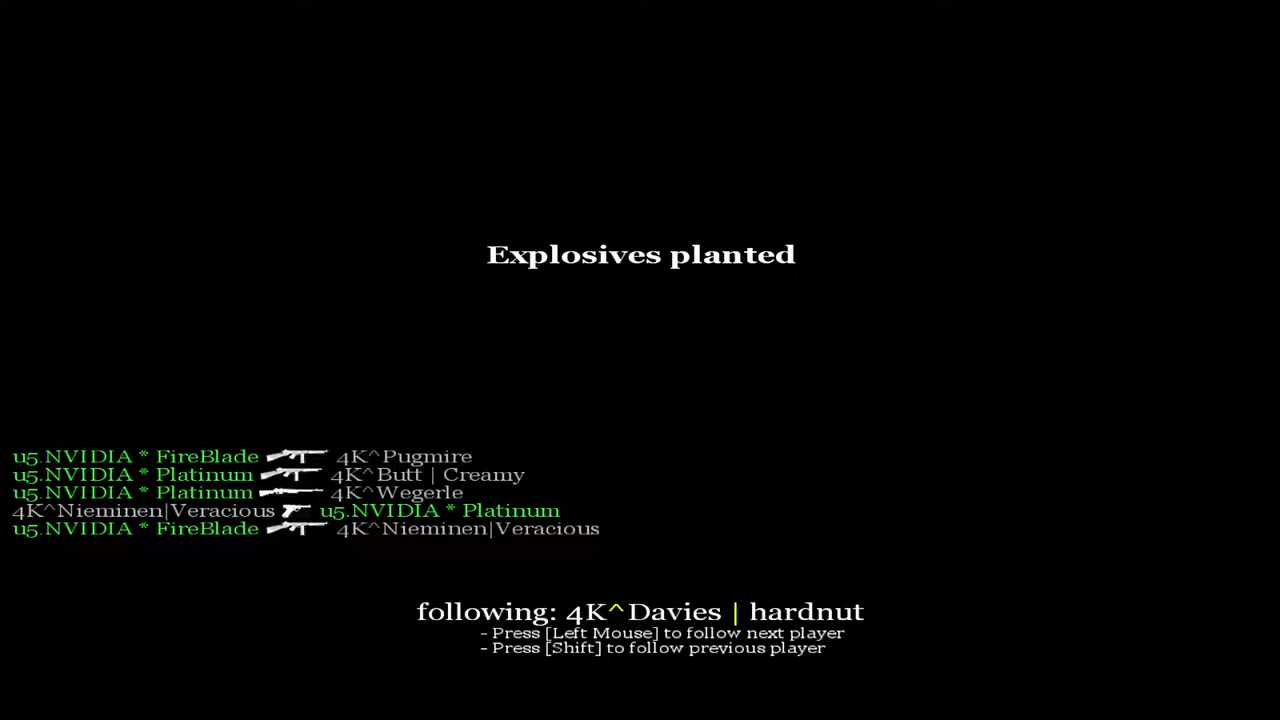 Explosives planted
u5.NVIDIA * FireBlade 4K^Pugmire
u5.NVIDIA * Platinum 4K^Butt | Creamy
u5.NVIDIA * Platinum 4K^Wegerle
4K^Nieminen|Veracious u5.NVIDIA * Platinum
u5.NVIDIA * FireBlade 4K^Nieminen|Veracious
following: 4K^Davies | hardnut
- Press [Left Mouse] to follow next player
- Press [Shift] to follow previous player